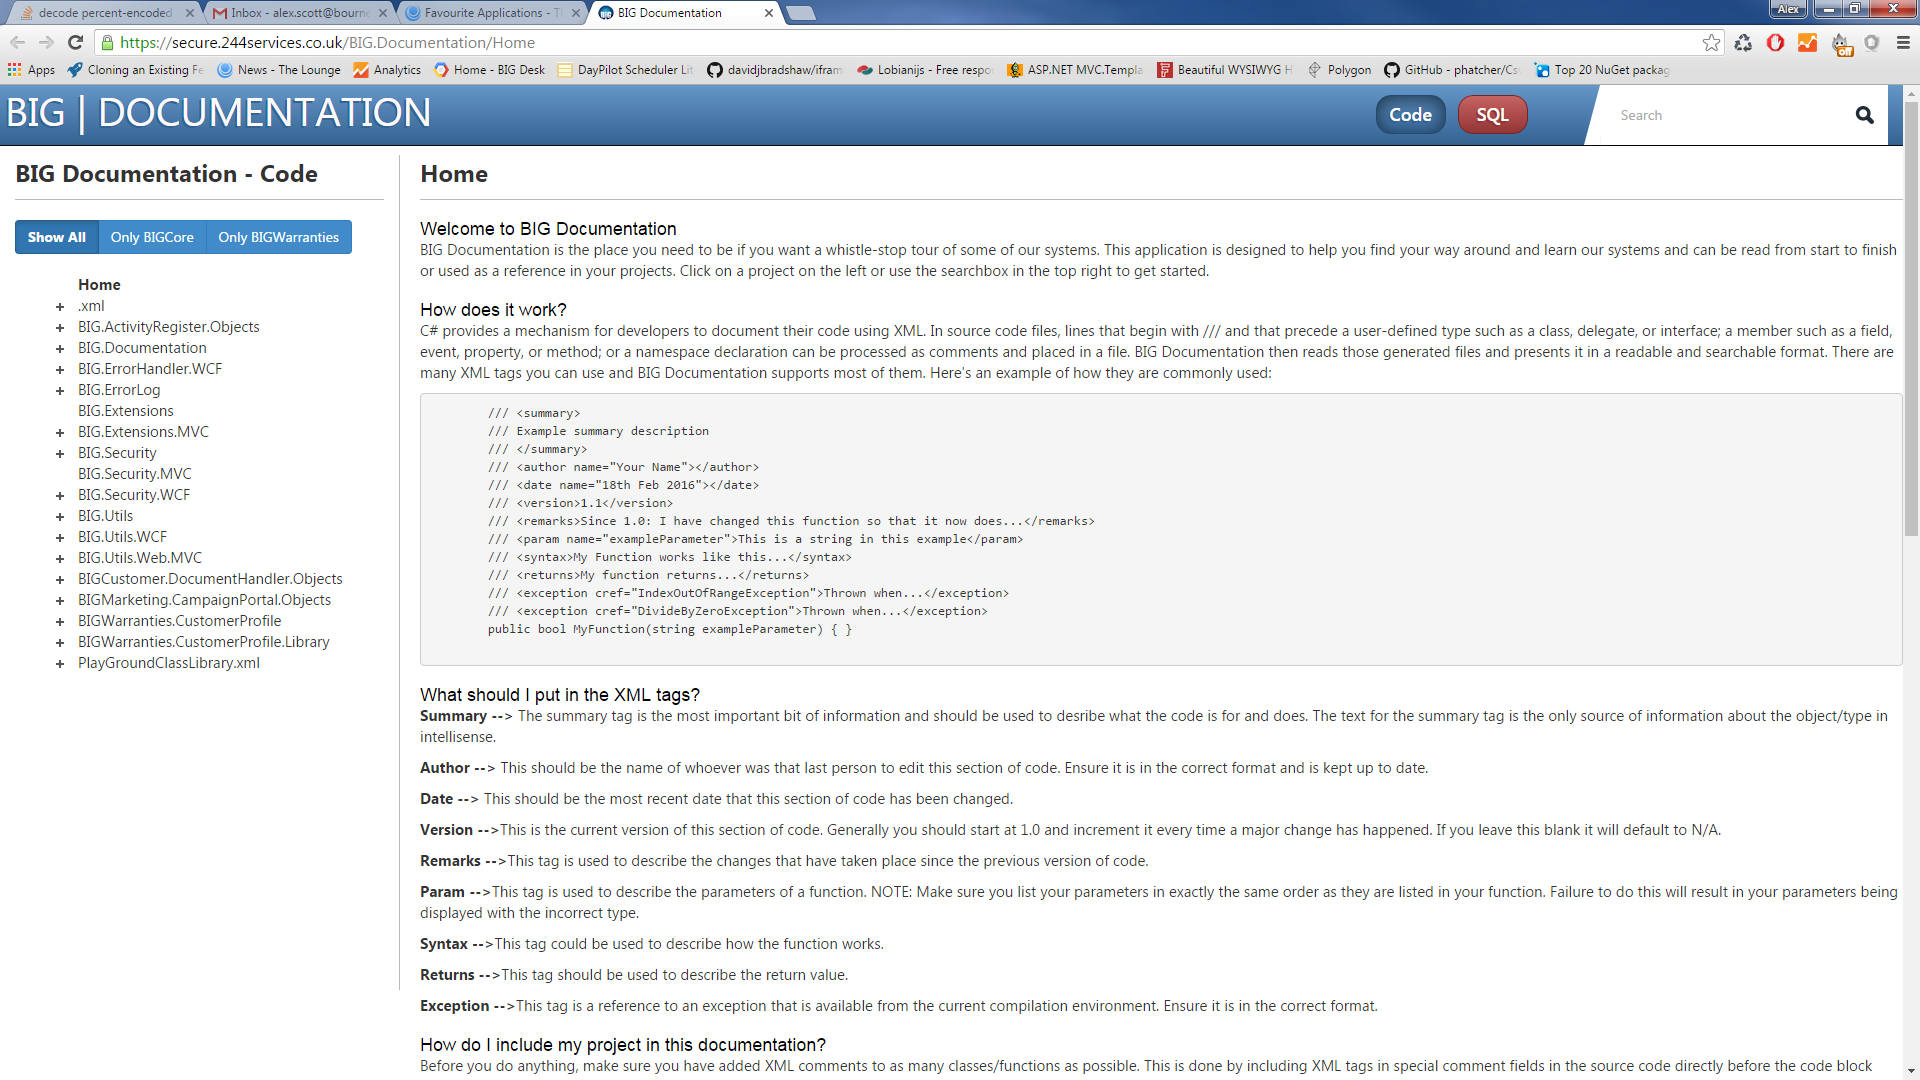 decode percent-encoded
Inbox - alex.scott@bourne
Favourite Applications - T
BIG Documentation
Alex
https://secure.244services.co.uk/BIG.Documentation/Home
off
Apps
Cloning an Existing Fe
News - The Lounge
Analytics
Home - BIG Desk
DayPilot Scheduler Lit
davidjbradshaw/ifram
Lobianijs - Free respo
ASP.NET MVC.Templa
Beautiful WYSIWYG H
Polygon
GitHub - phatcher/Cs
Top 20 NuGet packag
BIG | DOCUMENTATION
Code
SQL
Search
BIG Documentation - Code
Show All
Only BIGCore
Only BIGWarranties
Home
+ .xml
+ BIG.ActivityRegister.Objects
+ BIG.Documentation
+ BIG.ErrorHandler.WCF
+ BIG.ErrorLog
BIG.Extensions
+ BIG.Extensions.MVC
+ BIG.Security
BIG.Security.MVC
+ BIG.Security.WCF
+ BIG.Utils
+ BIG.Utils.WCF
+ BIG.Utils.Web.MVC
+ BIGCustomer.DocumentHandler.Objects
+ BIGMarketing.CampaignPortal.Objects
+ BIGWarranties.CustomerProfile
+ BIGWarranties.CustomerProfile.Library
+ PlayGroundClassLibrary.xml
Home
Welcome to BIG Documentation
BIG Documentation is the place you need to be if you want a whistle-stop tour of some of our systems. This application is designed to help you find your way around and learn our systems and can be read from start to finish
or used as a reference in your projects. Click on a project on the left or use the searchbox in the top right to get started.
How does it work?
C# provides a mechanism for developers to document their code using XML. In source code files, lines that begin with /// and that precede a user-defined type such as a class, delegate, or interface; a member such as a field,
event, property, or method; or a namespace declaration can be processed as comments and placed in a file. BIG Documentation then reads those generated files and presents it in a readable and searchable format. There are
many XML tags you can use and BIG Documentation supports most of them. Here's an example of how they are commonly used:
/// <summary>
/// Example summary description
/// </summary>
/// <author name="Your Name"></author>
/// <date name="18th Feb 2016"></date>
/// <version>1.1</version>
/// <remarks>Since 1.0: I have changed this function so that it now does...</remarks>
/// <param name="exampleParameter">This is a string in this example</param>
/// <syntax>My Function works like this...</syntax>
/// <returns>My function returns...</returns>
/// <exception cref="IndexOutOfRangeException">Thrown when...</exception>
/// <exception cref="DivideByZeroException">Thrown when...</exception>
public bool MyFunction(string exampleParameter) { }
What should I put in the XML tags?
Summary --> The summary tag is the most important bit of information and should be used to desribe what the code is for and does. The text for the summary tag is the only source of information about the object/type in
intellisense.
Author --> This should be the name of whoever was that last person to edit this section of code. Ensure it is in the correct format and is kept up to date.
Date --> This should be the most recent date that this section of code has been changed.
Version -->This is the current version of this section of code. Generally you should start at 1.0 and increment it every time a major change has happened. If you leave this blank it will default to N/A.
Remarks -->This tag is used to describe the changes that have taken place since the previous version of code.
Param -->This tag is used to describe the parameters of a function. NOTE: Make sure you list your parameters in exactly the same order as they are listed in your function. Failure to do this will result in your parameters being
displayed with the incorrect type.
Syntax -->This tag could be used to describe how the function works.
Returns -->This tag should be used to describe the return value.
Exception -->This tag is a reference to an exception that is available from the current compilation environment. Ensure it is in the correct format.
How do I include my project in this documentation?
Before you do anything, make sure you have added XML comments to as many classes/functions as possible. This is done by including XML tags in special comment fields in the source code directly before the code block